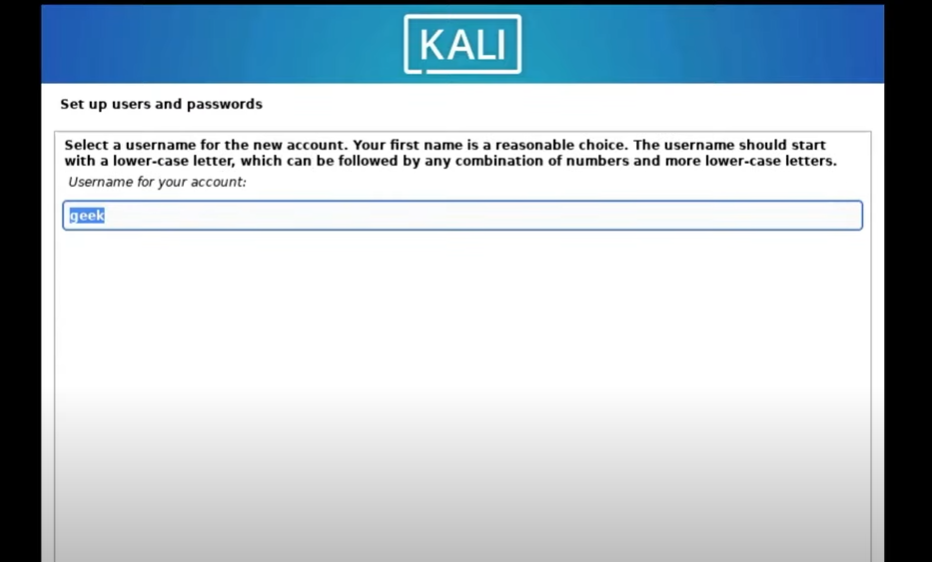 KALI
Set up users and passwords
Select a username for the new account. Your first name is a reasonable choice. The username should start
with a lower-case letter, which can be followed by any combination of numbers and more lower-case letters.
Username for your account:
geek